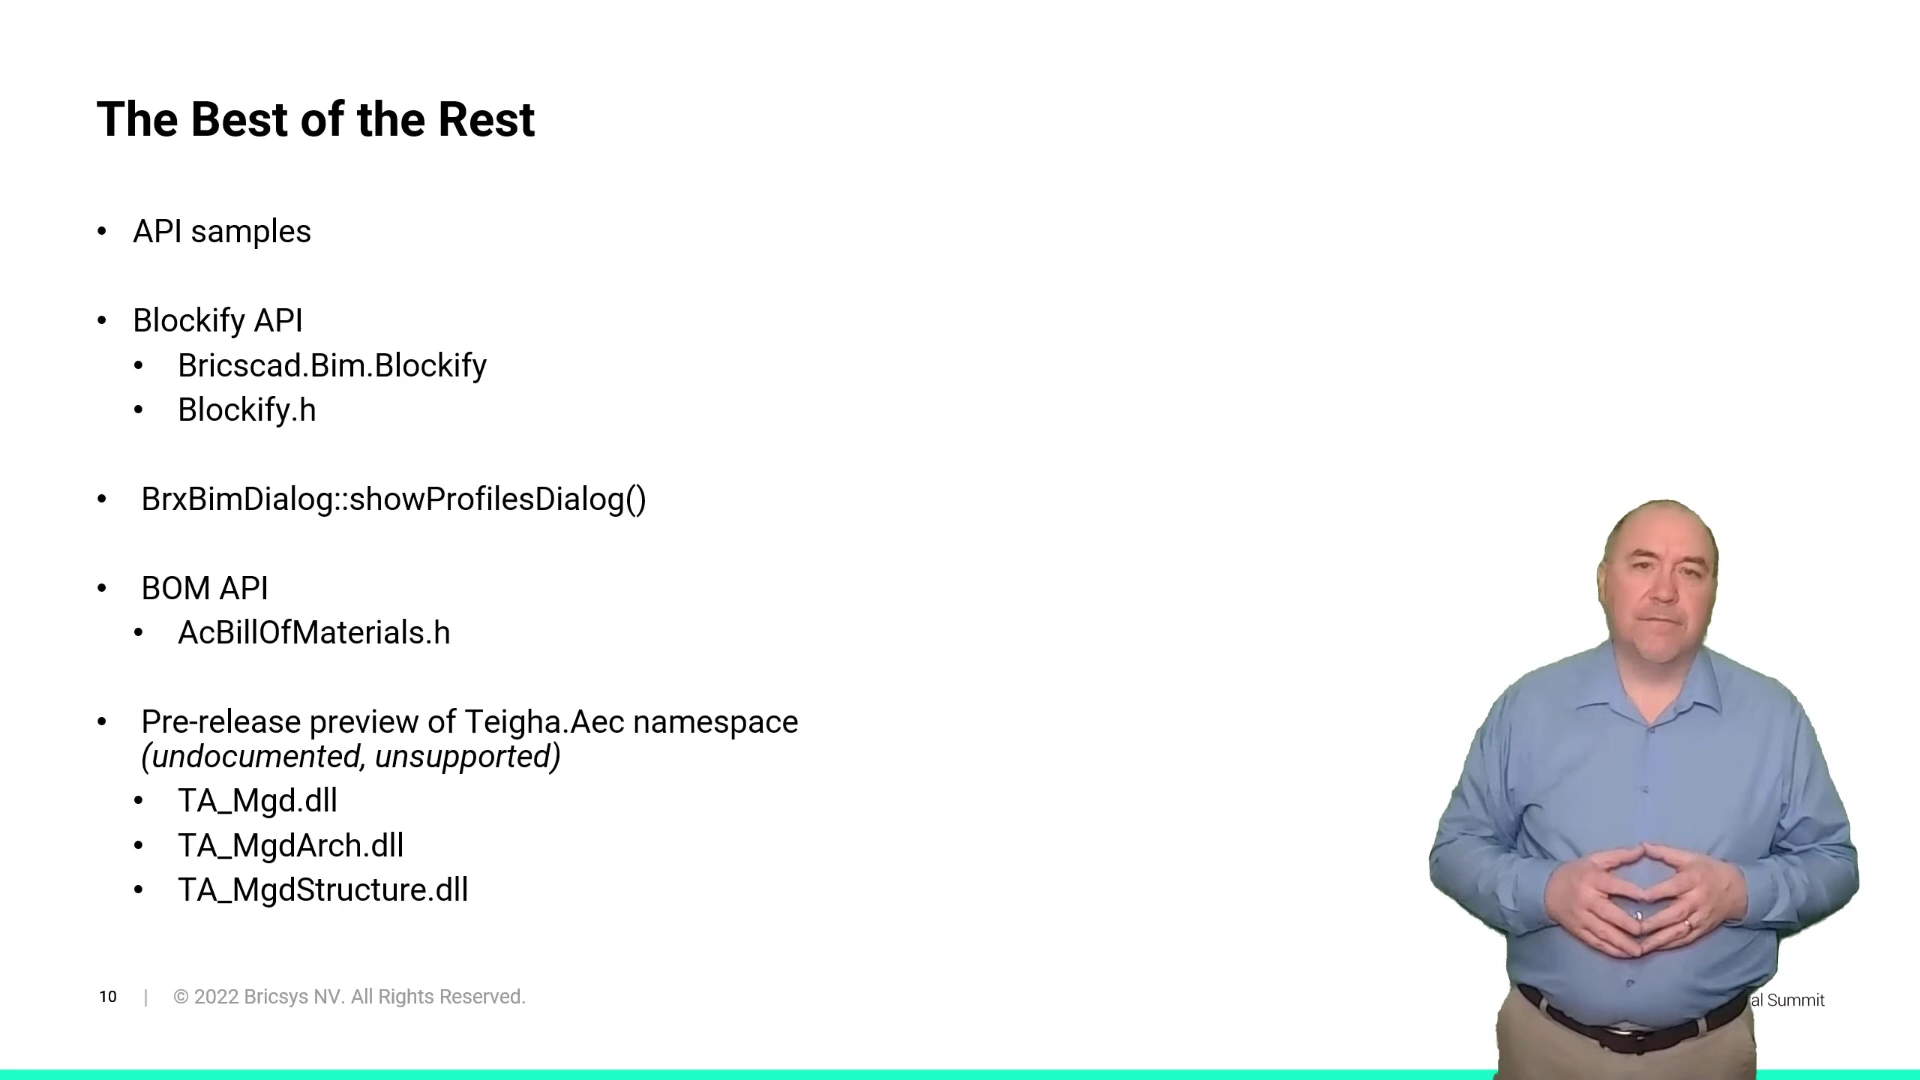 The Best of the Rest
• API samples
• Blockify API
• Bricscad.Bim.Blockify
• Blockify.h
• BrxBimDialog::showProfilesDialog()
• BOM API
• AcBillOfMaterials.h
• Pre-release preview of Teigha.Aec namespace
(undocumented, unsupported)
• TA_Mgd.dll
• TA_MgdArch.dll
• TA_MgdStructure.dll
10 | © 2022 Bricsys NV. All Rights Reserved.
al Summit